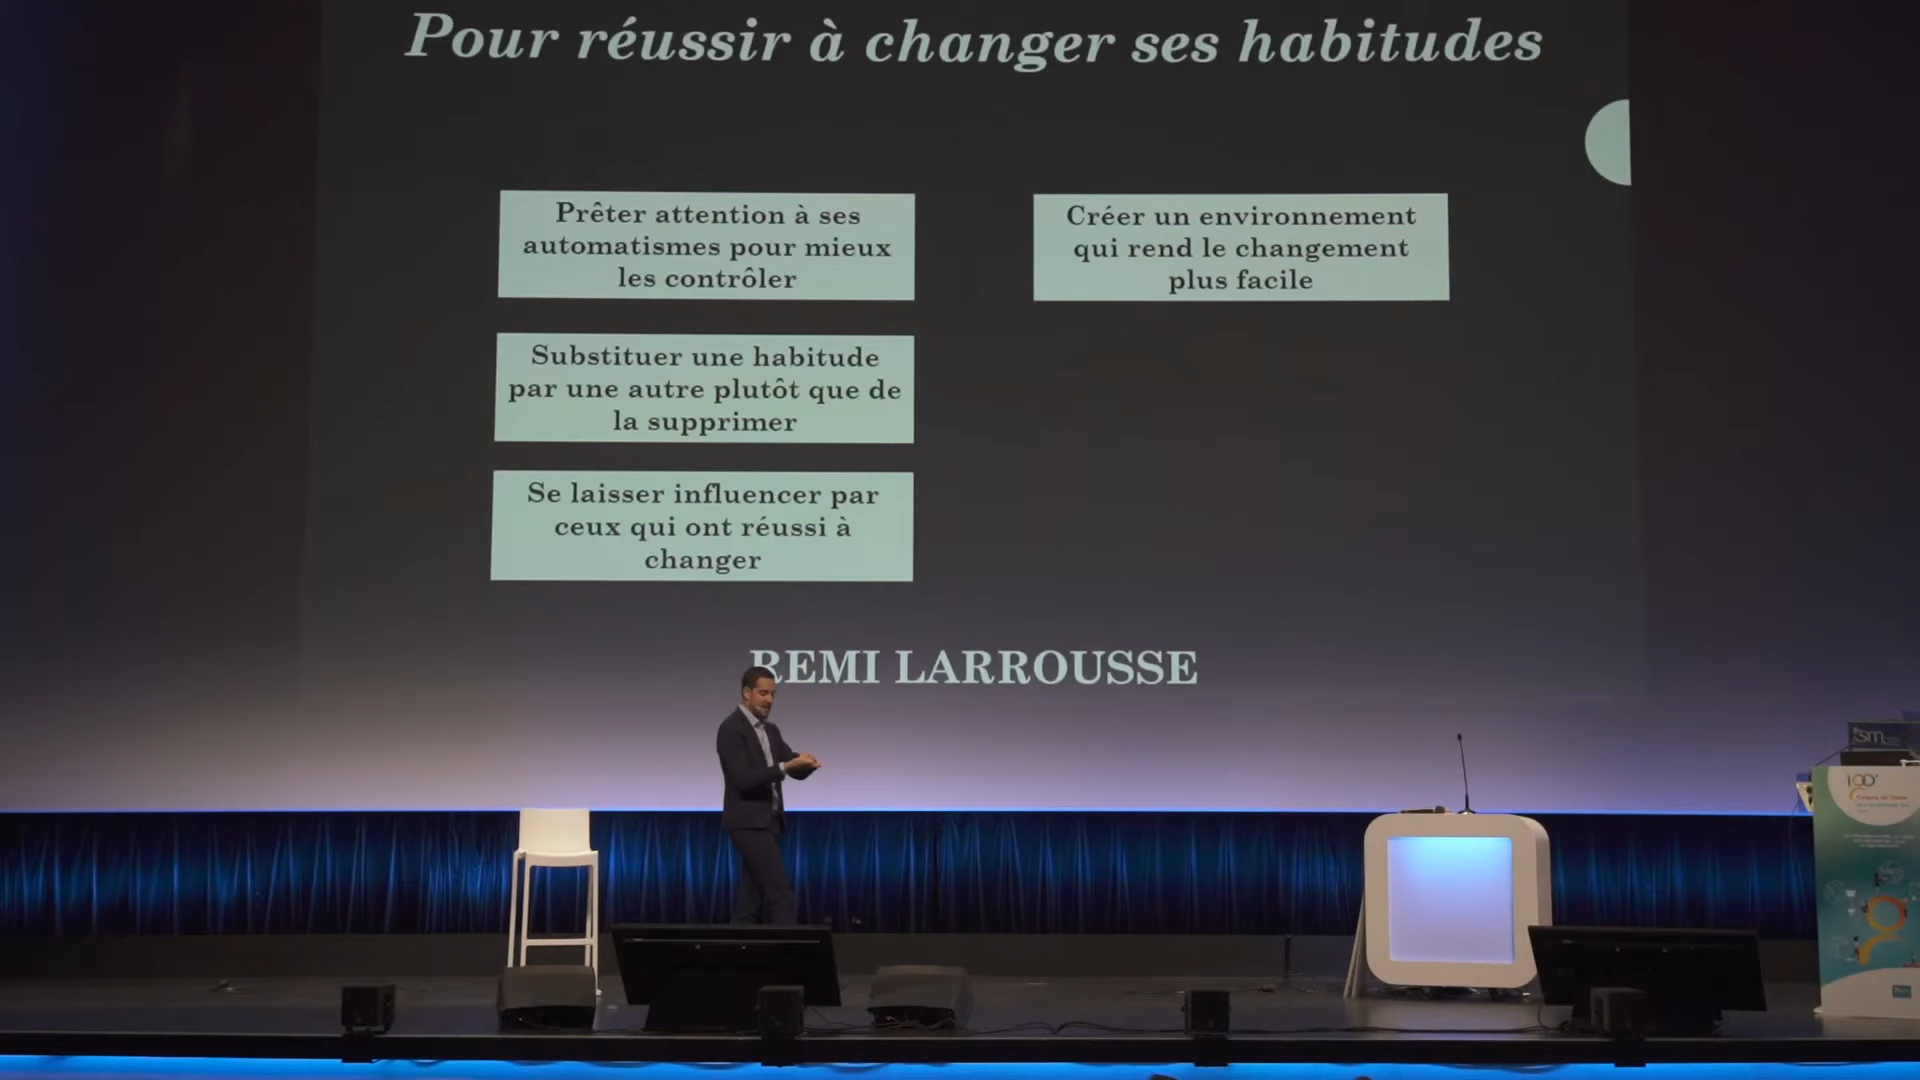 Pour réussir à changer ses habitudes
Prêter attention à ses
automatismes pour mieux
les contrôler
Substituer une habitude
par une autre plutôt que de
la supprimer
Se laisser influencer par
ceux qui ont réussi à
changer
Créer un environnement
qui rend le changement
plus facile
REMI LARROUSSE
sm
100